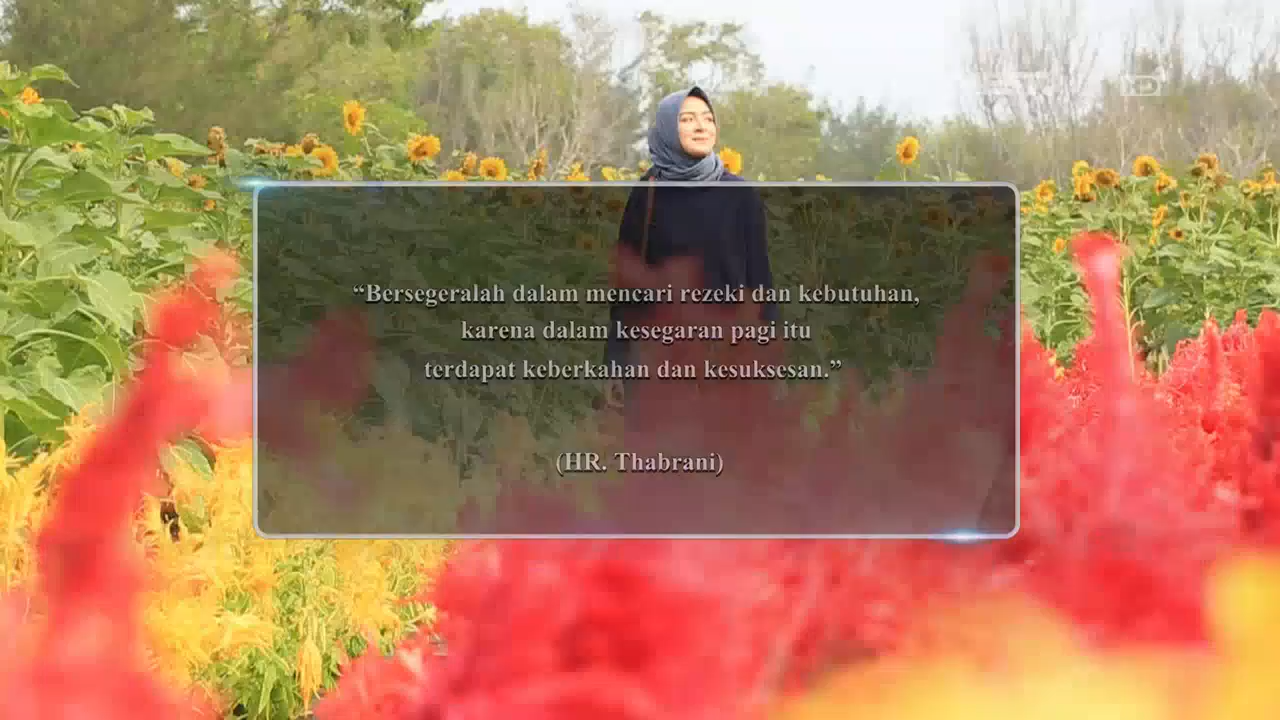 “Bersegeralah dalam mencari rezeki dan kebutuhan,
karena dalam kesegaran pagi itu
terdapat keberkahan dan kesuksesan.”
(HR. Thabrani)